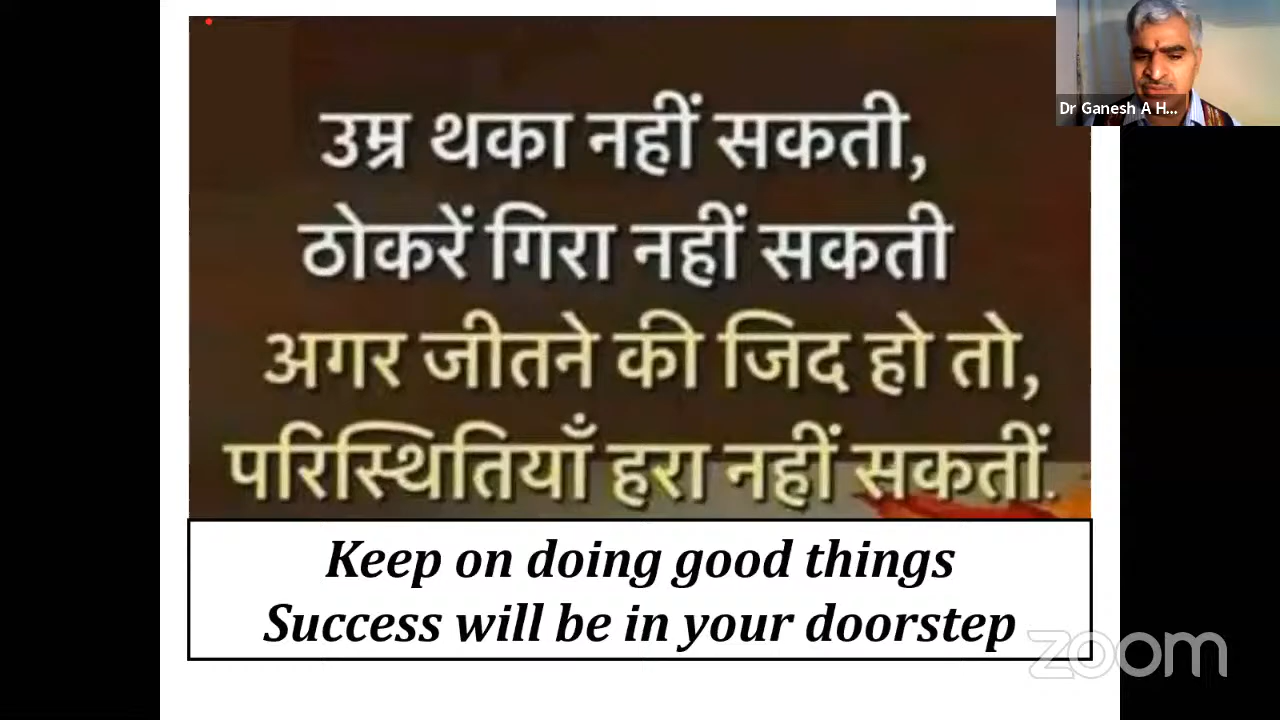 Dr Ganesh A H...
उम्र थका नहीं सकती,
ठोकरें गिरा नहीं सकती
अगर जीतने की जिद हो तो,
परिस्थितियाँ हरा नहीं सकतीं.
Keep on doing good things
Success will be in your doorstep
zoom